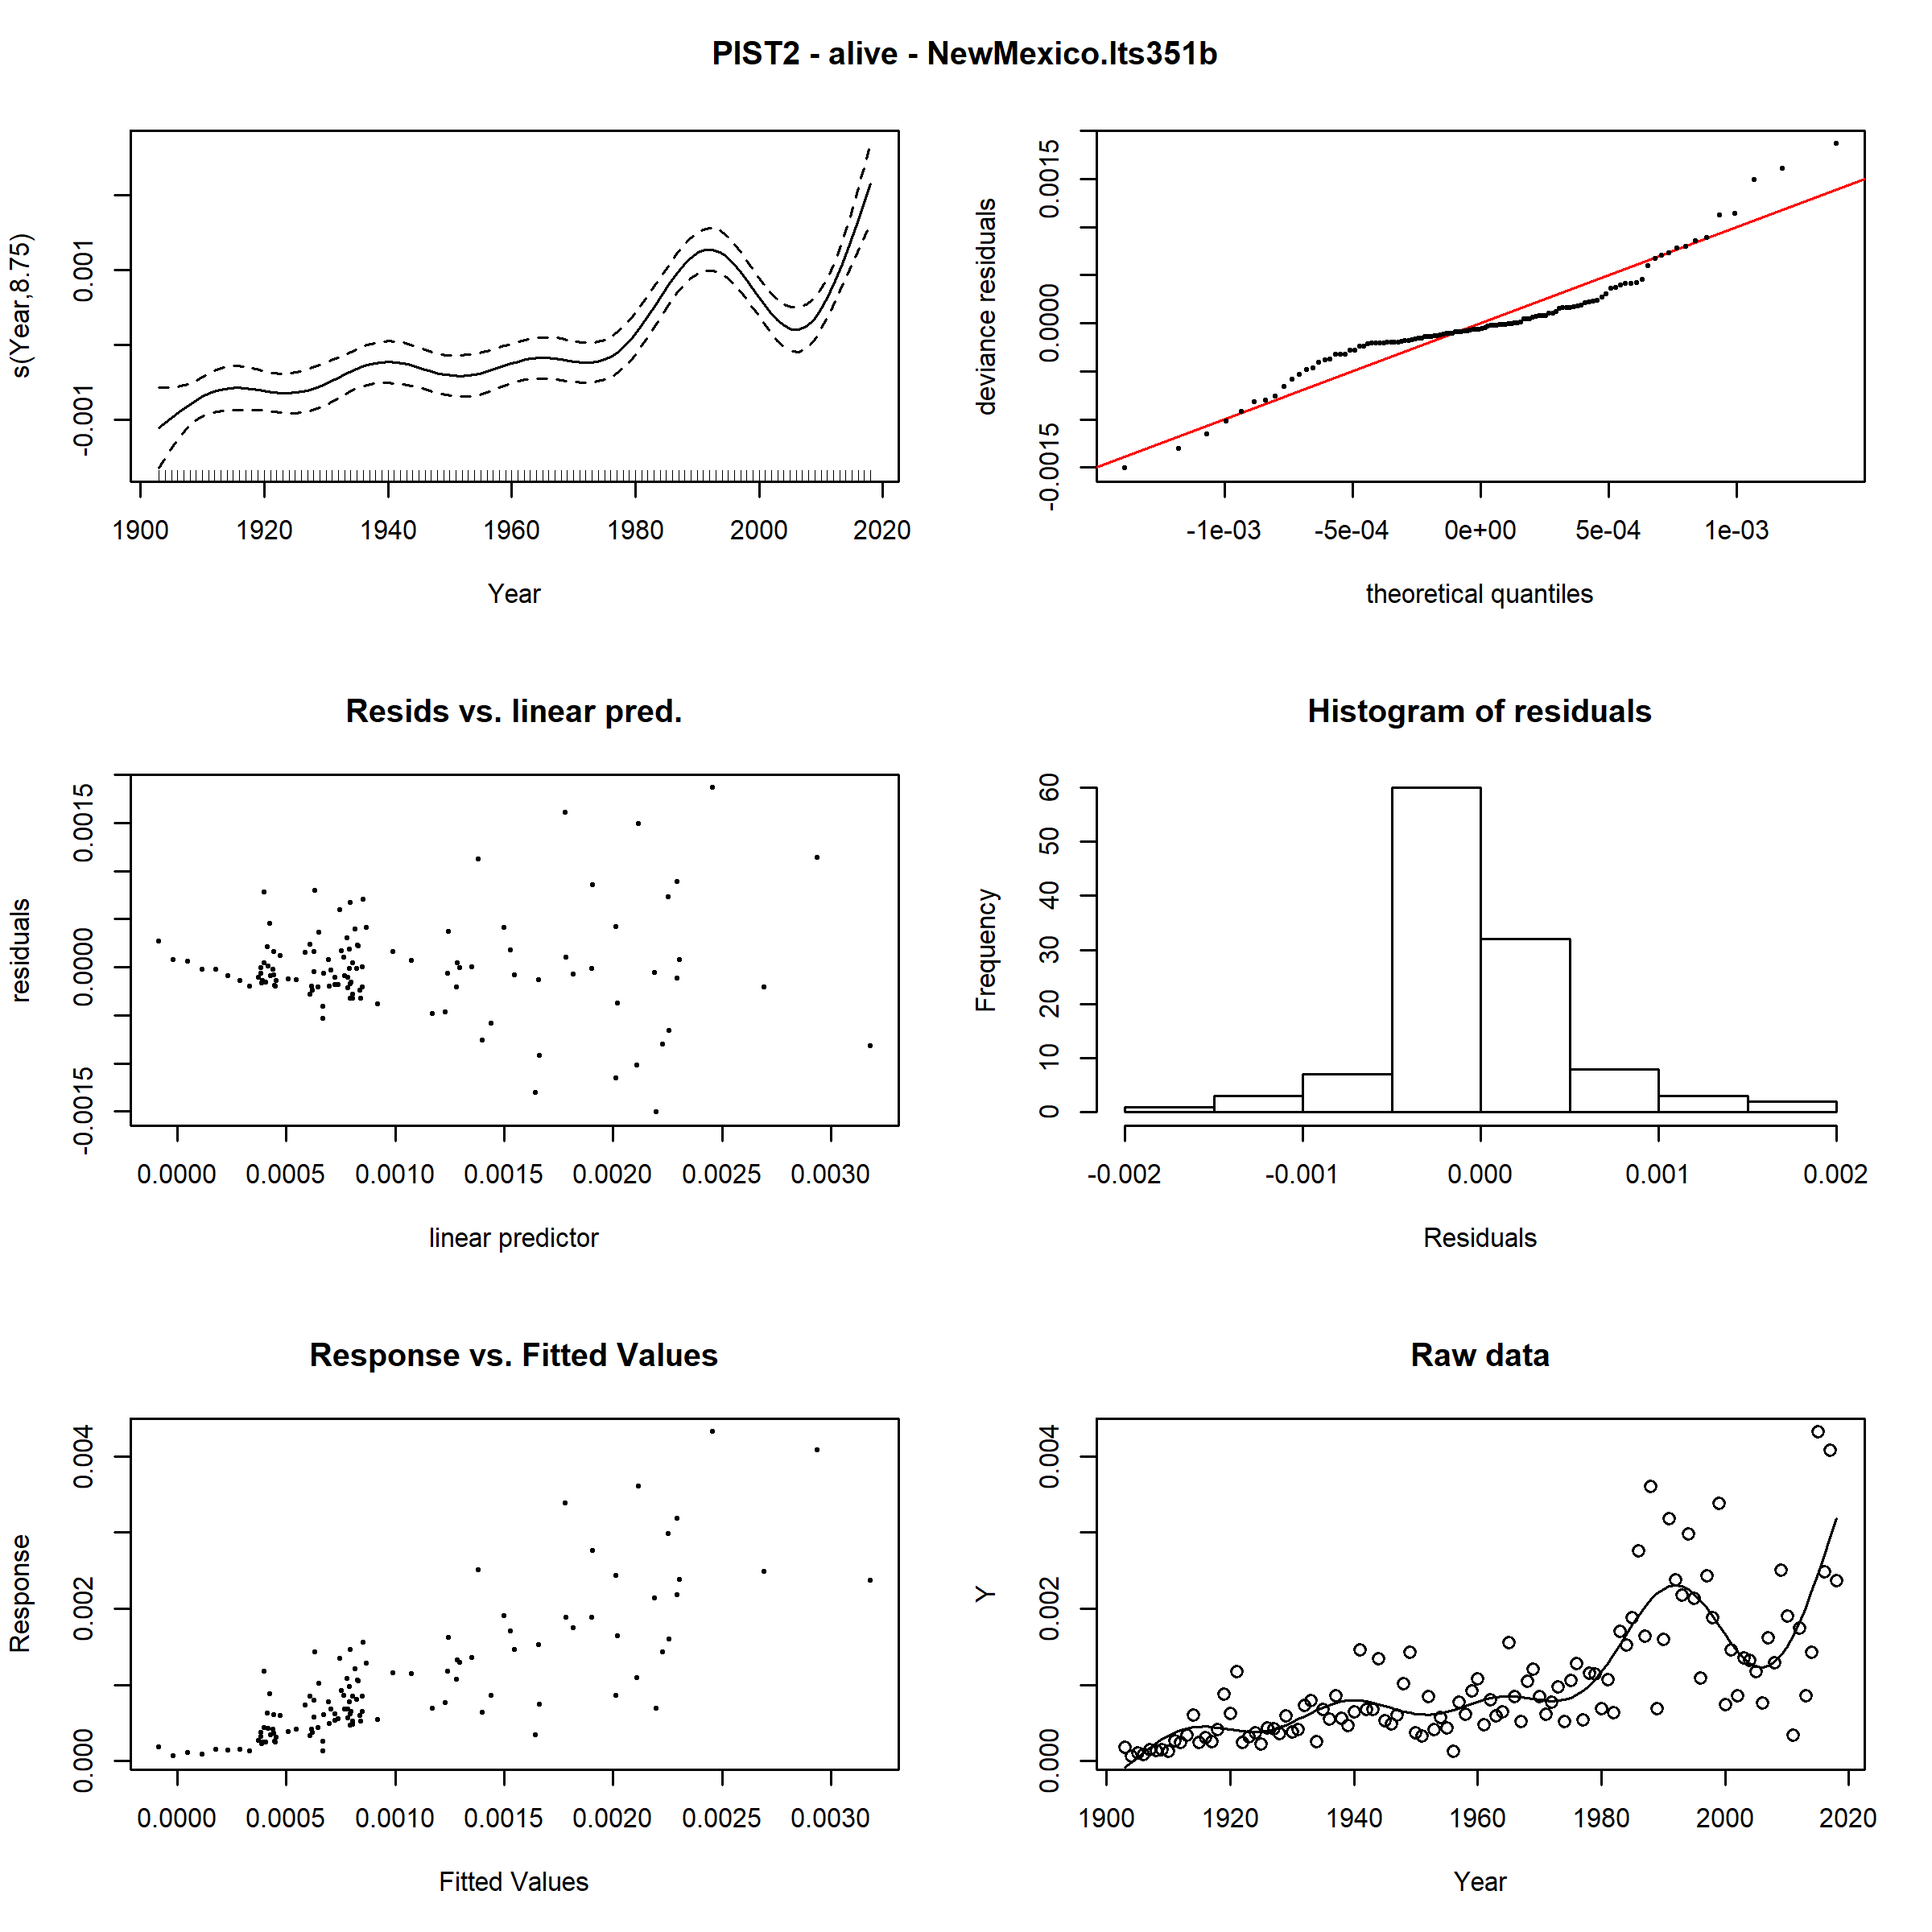 PIST2 - alive - NewMexico.lts351b
s(Year,8.75)
0.001
-0.001
1900 1920 1940 1960 1980 2000 2020
Year
deviance residuals
0.0015
0.0000
-0.0015
-1e-03 -5e-04 0e+00 5e-04 1e-03
theoretical quantiles
Resids vs. linear pred.
residuals
0.0015
0.0000
-0.0015
0.0000 0.0005 0.0010 0.0015 0.0020 0.0025 0.0030
linear predictor
Histogram of residuals
Frequency
60
50
40
30
20
10
0
-0.002 -0.001 0.000 0.001 0.002
Residuals
Response vs. Fitted Values
Response
0.004
0.002
0.000
0.0000 0.0005 0.0010 0.0015 0.0020 0.0025 0.0030
Fitted Values
Raw data
Y
0.004
0.002
0.000
1900 1920 1940 1960 1980 2000 2020
Year